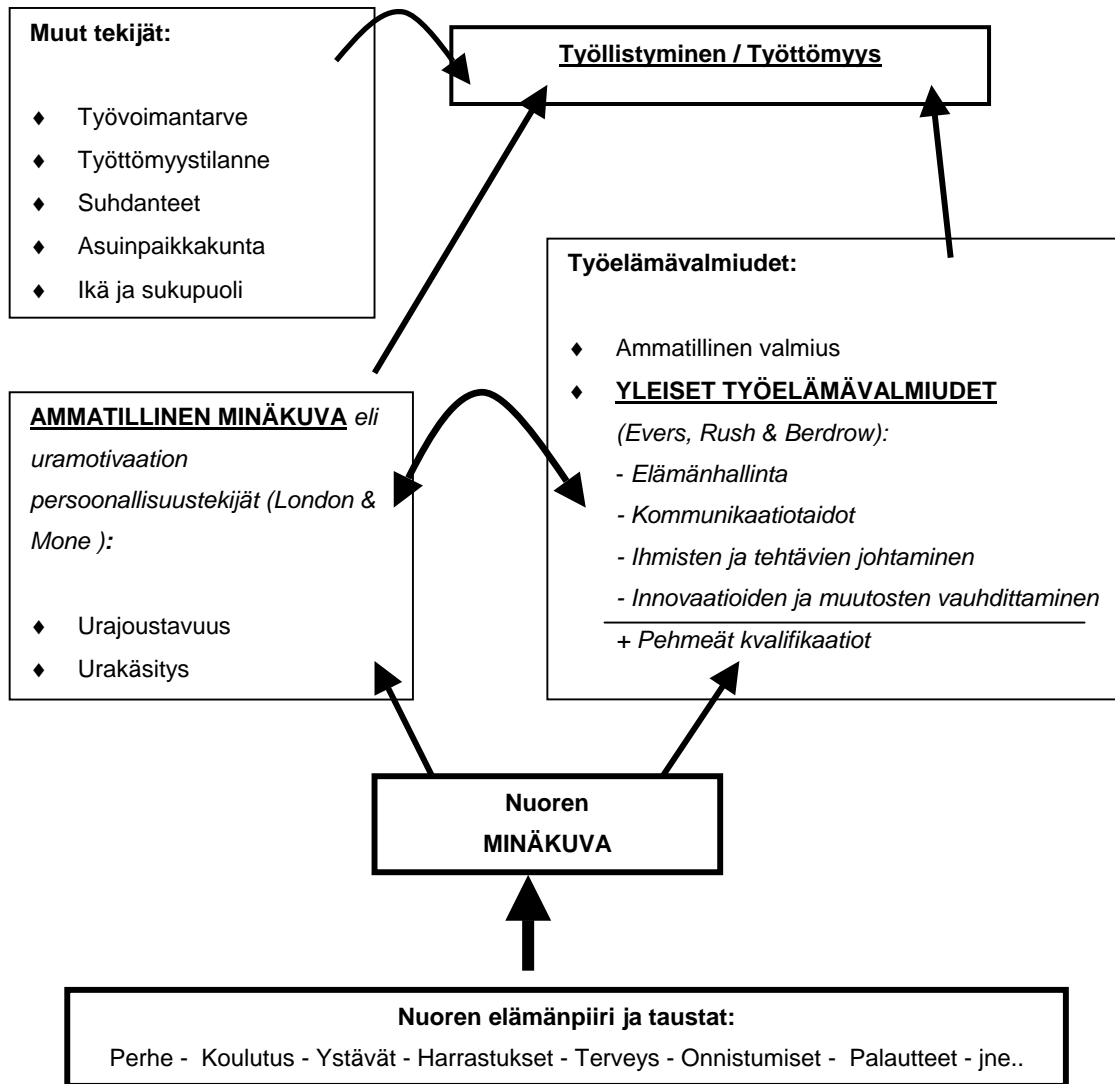 Muut tekijät:
♦ Työvoimantarve
♦ Työttömyystilanne
♦ Suhdanteet
♦ Asuinpaikkakunta
♦ Ikä ja sukupuoli
Työllistyminen / Työttömyys
AMMATILLINEN MINÄKUVA eli
uramotivaation
persoonallisuustekijät (London &
Mone ):
♦ Urajoustavuus
♦ Urakäsitys
Työelämävalmiudet:
♦ Ammatillinen valmius
♦ YLEISET TYÖELÄMÄVALMIUDET
(Evers, Rush & Berdrow):
- Elämänhallinta
- Kommunikaatiotaidot
- Ihmisten ja tehtävien johtaminen
- Innovaatioiden ja muutosten vauhdittaminen
+ Pehmeät kvalifikaatiot
Nuoren
MINÄKUVA
Nuoren elämänpiiri ja taustat:
Perhe - Koulutus - Ystävät - Harrastukset - Terveys - Onnistumiset - Palautteet - jne..